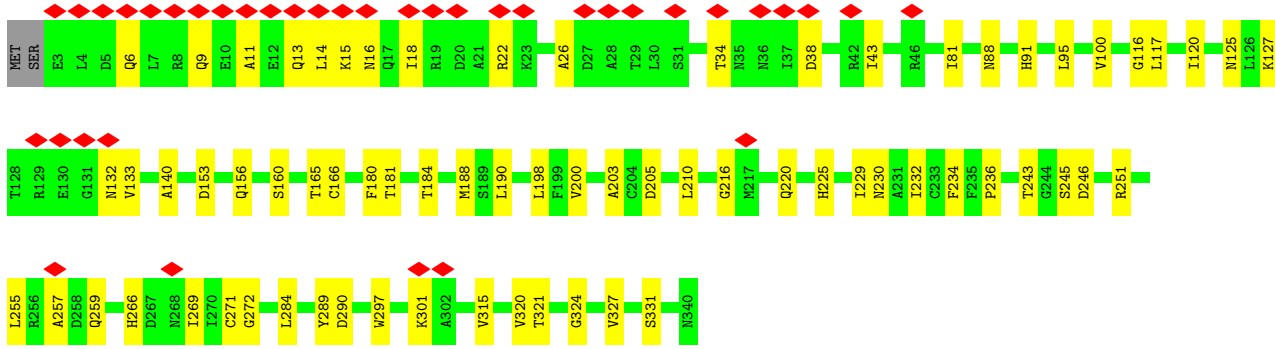 MET SER E3 L4 D5 Q6 L7 R8 Q9 E10 A11 E12 Q13 L14 K15 N16 Q17 I18 R19 D20 A21 R22 K23 A26 D27 A28 T29 L30 S31 T34 N35 N36 I37 D38 R42 I43 R46 I81 N88 H91 L95 V100 G116 L117 I120 N125 L126 K127
T128 R129 E130 G131 N132 V133 A140 D153 Q156 S160 T165 C166 F180 T181 T184 M188 S189 L190 L198 F199 V200 A203 C204 D205 L210 G216 M217 Q220 H225 I229 N230 A231 I232 C233 F234 F235 P236 T243 G244 S245 D246 R251
L255 R256 A257 D258 Q259 H266 D267 N268 I269 I270 C271 G272 L284 Y289 D290 W297 K301 A302 V315 V320 T321 G324 V327 S331 N340